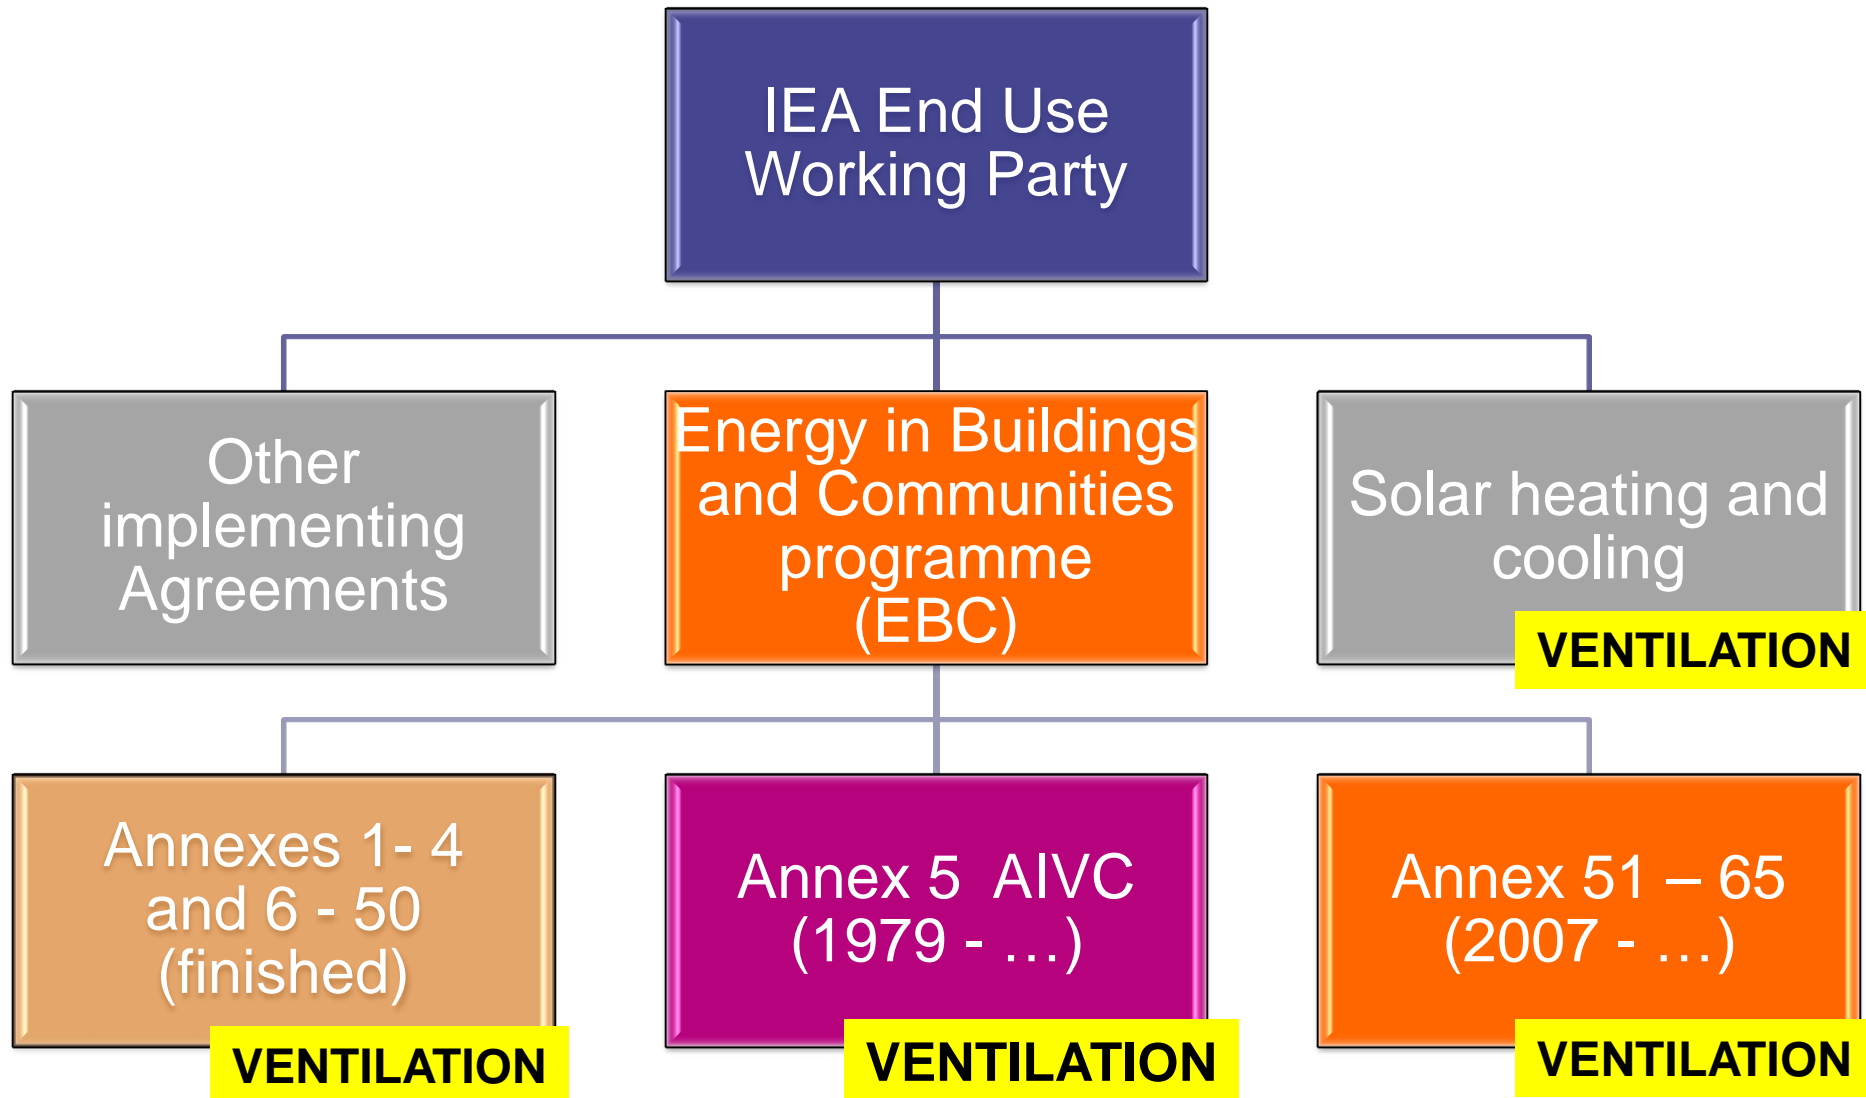 IEA End Use
Working Party
Other
implementing
Agreements
Energy in Buildings
and Communities
programme
(EBC)
Solar heating and
cooling
VENTILATION
Annexes 1- 4
and 6 - 50
(finished)
VENTILATION
Annex 5  AIVC
(1979 - …)
VENTILATION
Annex 51 – 65
(2007 - …)
VENTILATION